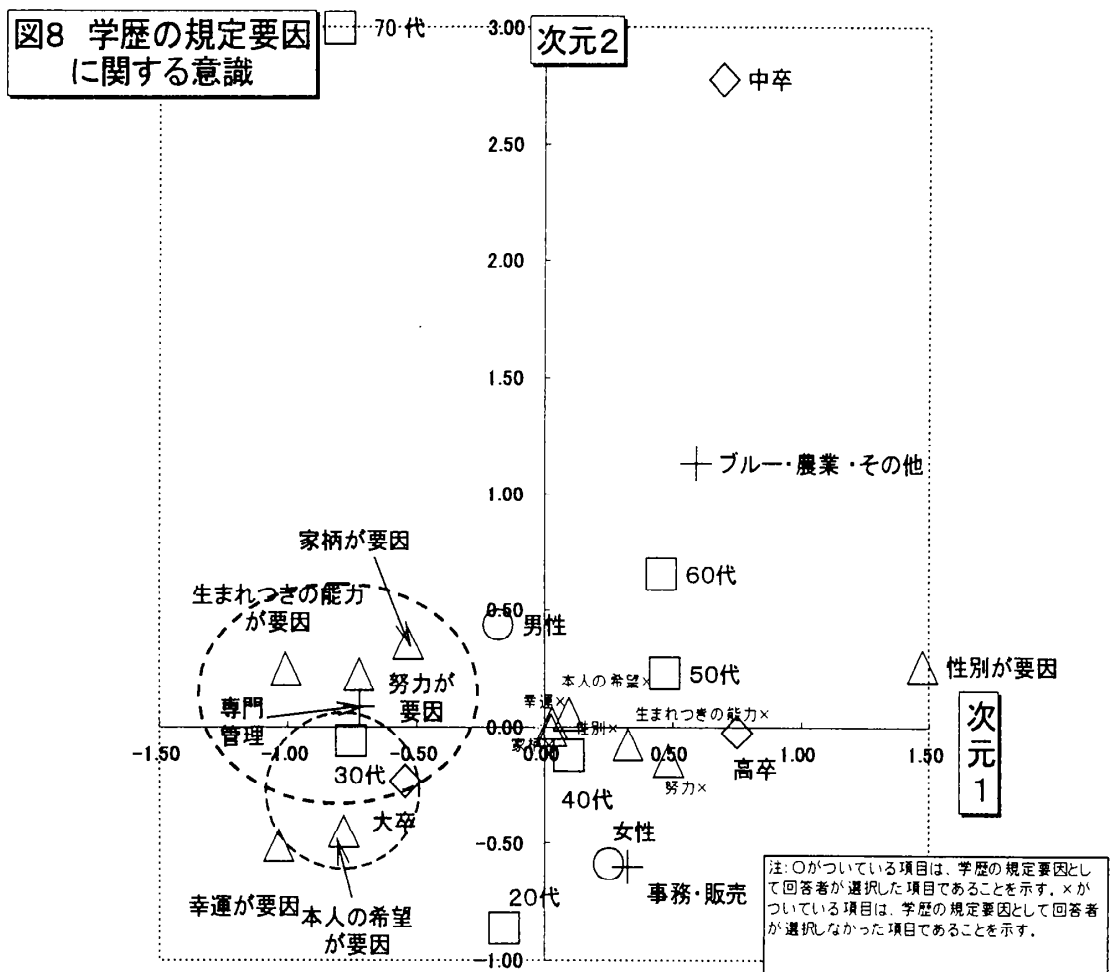 図8 学歴の規定要因
に関する意識
70代
3.00
次元2
中卒
2.50
2.00
1.50
ブルー・農業・その他
1.00
家柄が要因
60代
生まれつきの能力
が要因
0.50
男性
50代
性別が要因
本人の希望×
幸運×
努力が
要因
専門
管理
生まれつきの能力×
性別×
家柄×
次元1
-1.50
-1.00
-0.50
0.00
0.00
0.50
1.00
1.50
高卒
30代
40代
努力×
大卒
-0.50
女性
20代
事務・販売
幸運が要因
本人の希望
が要因
-1.00
注:○がついている項目は、学歴の規定要因とし
て回答者が選択した項目であることを示す。×が
ついている項目は、学歴の規定要因として回答者
が選択しなかった項目であることを示す。